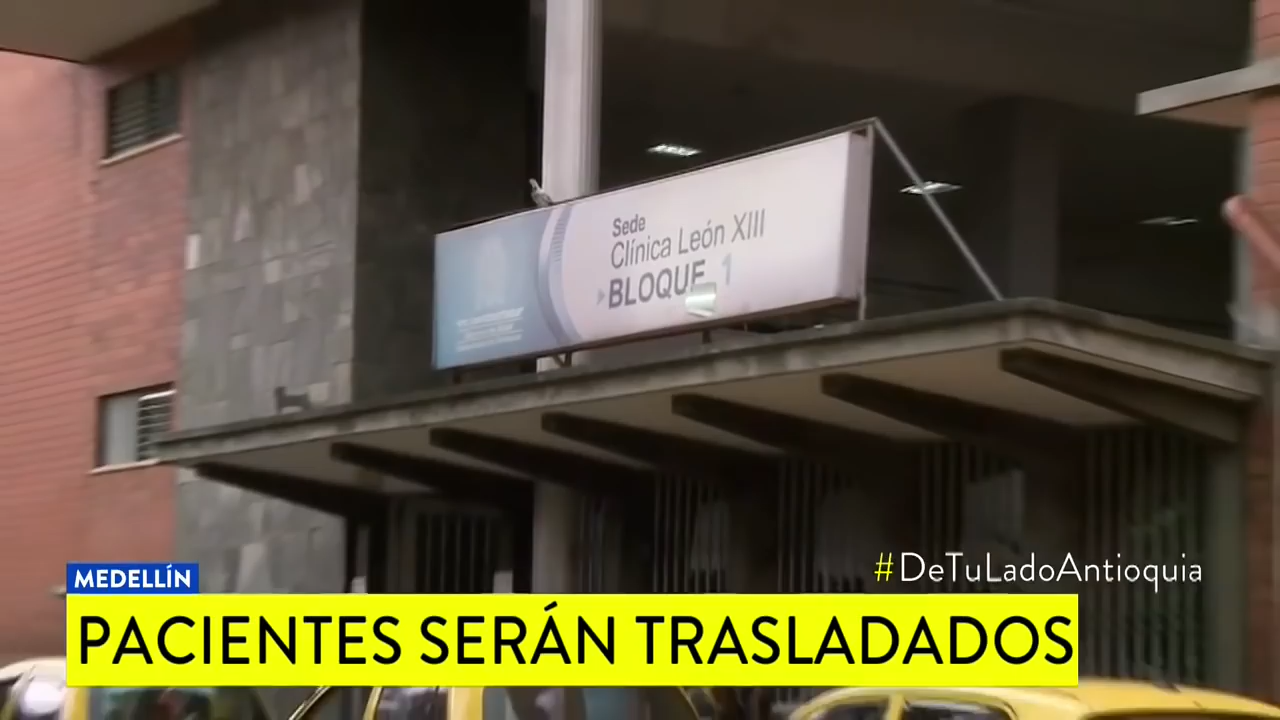 Sede
Clínica León XIII
BLOQUE 1
#DeTuLadoAntioquia
MEDELLÍN
PACIENTES SERÁN TRASLADADOS